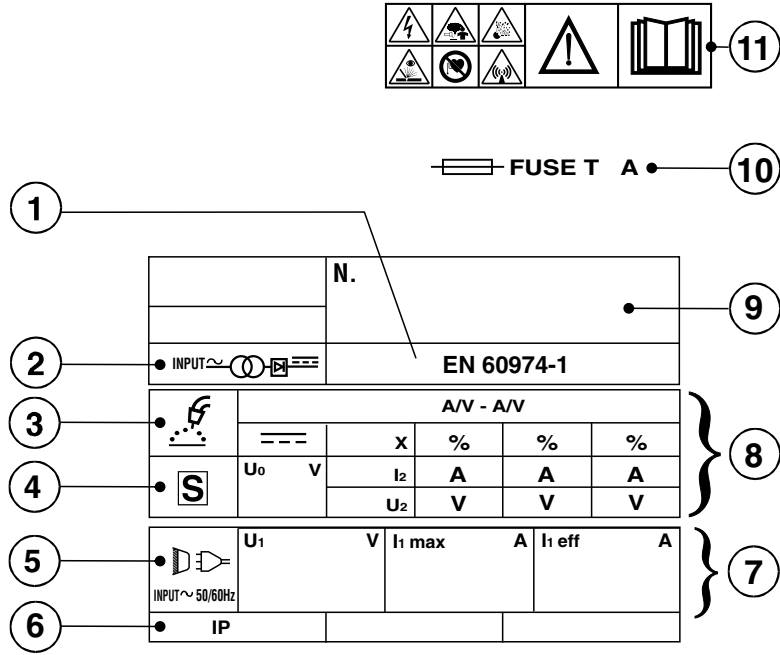 11
FUSE T A
10
1
N.
9
2
INPUT
EN 60974-1
3
A/V - A/V
X % % %
8
4
S
U0 V
I2 A A A
U2 V V V
5
U1 V
I1 max A
I1 eff A
INPUT~ 50/60Hz
7
6
IP